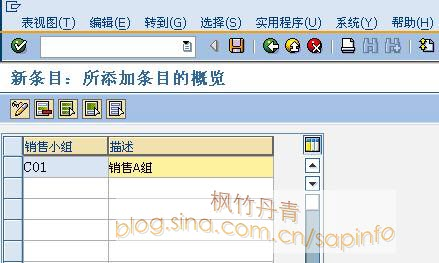 表视图(T) 编辑(E) 转到(G) 选择(S) 实用程序(U) 系统(Y) 帮助(H)
新条目：所添加条目的概览
销售小组 描述
C01 销售A组
枫竹丹青
blog.sina.com.cn/sapinfo